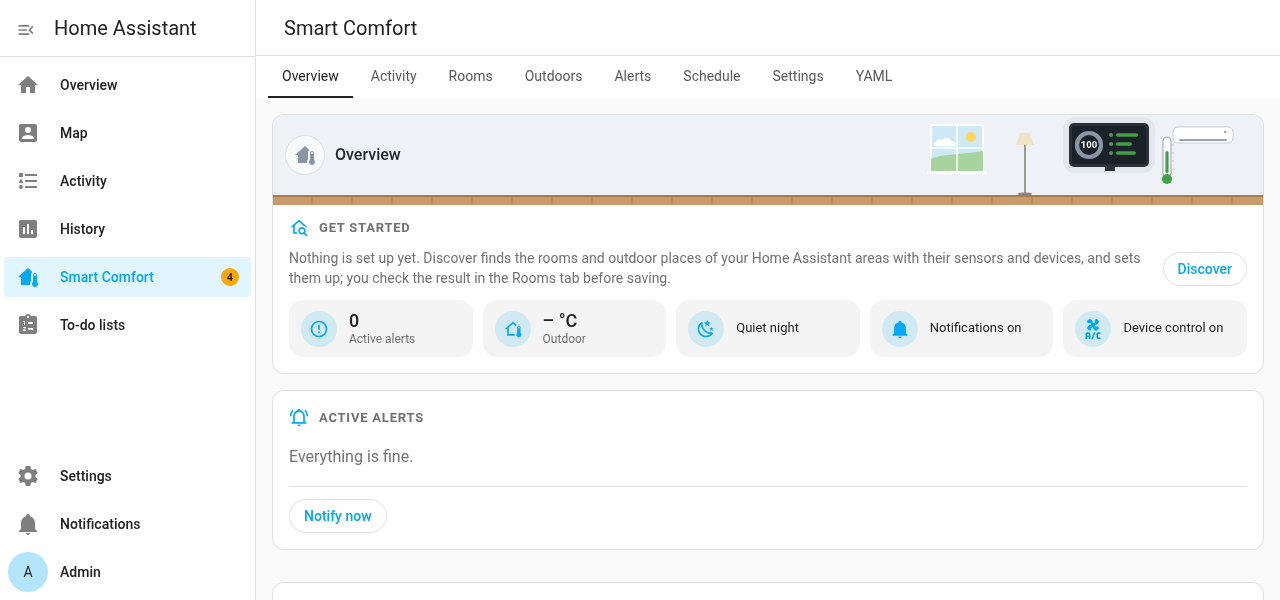 Home Assistant
Smart Comfort
Overview
Map
Activity
History
Smart Comfort
4
To-do lists
Settings
Notifications
A
Admin
Overview
Activity
Rooms
Outdoors
Alerts
Schedule
Settings
YAML
Overview
100
GET STARTED
Nothing is set up yet. Discover finds the rooms and outdoor places of your Home Assistant areas with their sensors and devices, and sets
them up; you check the result in the Rooms tab before saving.
Discover
0
Active alerts
– °C
Outdoor
Quiet night
Notifications on
A/C
Device control on
ACTIVE ALERTS
Everything is fine.
Notify now